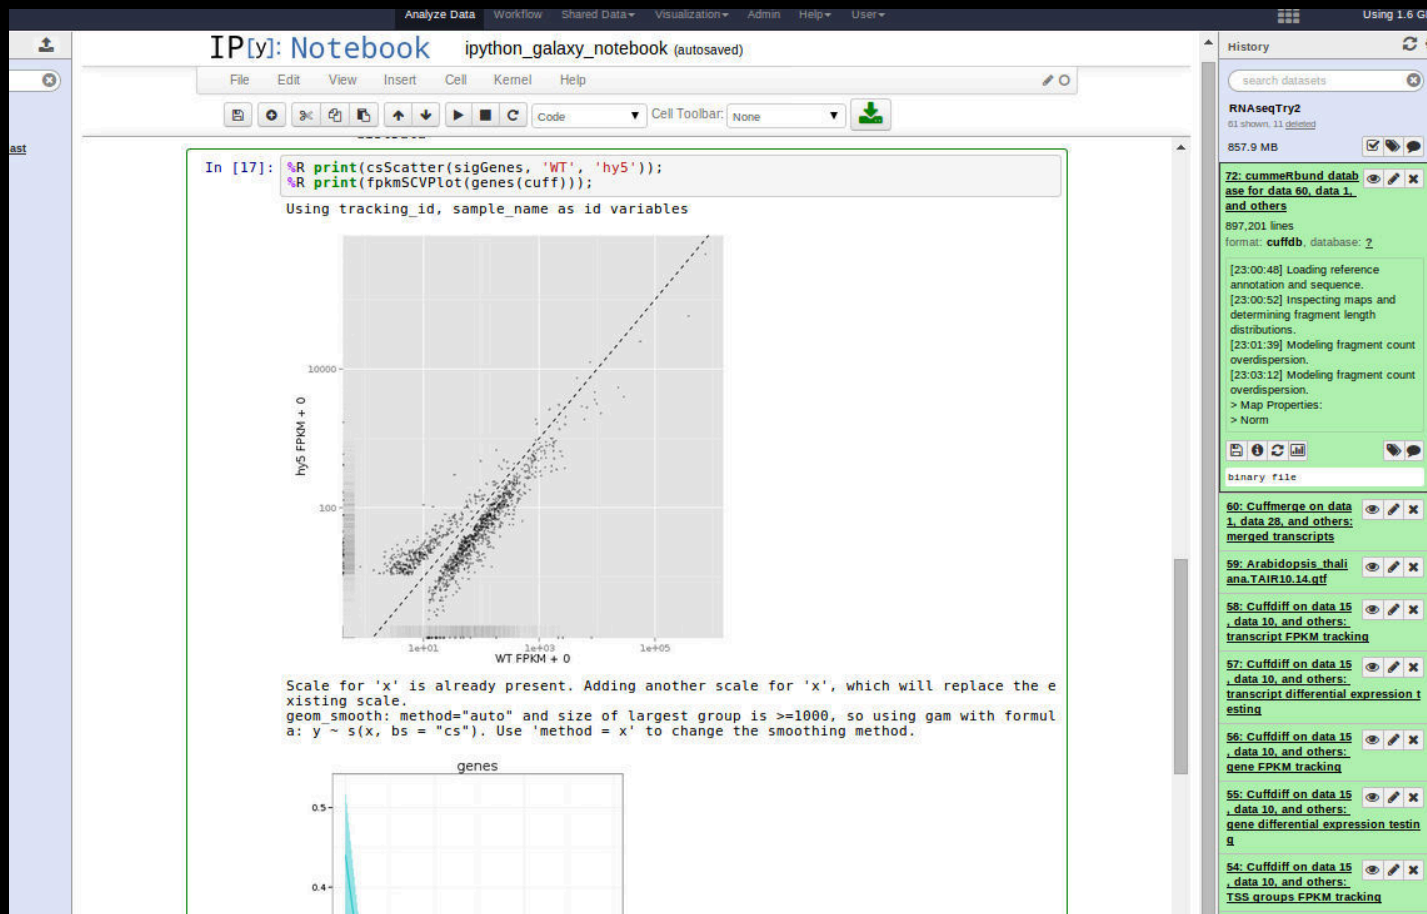 Analyze Data Workflow Shared Data Visualization Admin Help User Using 1.6 G
IP[y]: Notebook ipython_galaxy_notebook (autosaved)
File Edit View Insert Cell Kernel Help
Code Cell Toolbar: None
ast
In [17]: %R print(csScatter(sigGenes, 'WT', 'hy5'));
%R print(fpkmSCVPlot(genes(cuff)));
Using tracking_id, sample_name as id variables
10000
100
hy5 FPKM + 0
1e+01 1e+03 1e+05
WT FPKM + 0
Scale for 'x' is already present. Adding another scale for 'x', which will replace the e
xisting scale.
geom_smooth: method="auto" and size of largest group is >=1000, so using gam with formul
a: y ~ s(x, bs = "cs"). Use 'method = x' to change the smoothing method.
genes
0.5
0.4
History
search datasets
RNAseqTry2
61 shown, 11 deleted
857.9 MB
72: cummeRbund datab
ase for data 60, data 1,
and others
897,201 lines
format: cuffdb, database: ?
[23:00:48] Loading reference
annotation and sequence.
[23:00:52] Inspecting maps and
determining fragment length
distributions.
[23:01:39] Modeling fragment count
overdispersion.
[23:03:12] Modeling fragment count
overdispersion.
> Map Properties:
> Norm
binary file
60: Cuffmerge on data
1, data 28, and others:
merged transcripts
59: Arabidopsis_thali
ana.TAIR10.14.gtf
58: Cuffdiff on data 15
, data 10, and others:
transcript FPKM tracking
57: Cuffdiff on data 15
, data 10, and others:
transcript differential expression t
esting
56: Cuffdiff on data 15
, data 10, and others:
gene FPKM tracking
55: Cuffdiff on data 15
, data 10, and others:
gene differential expression testin
g
54: Cuffdiff on data 15
, data 10, and others:
TSS groups FPKM tracking